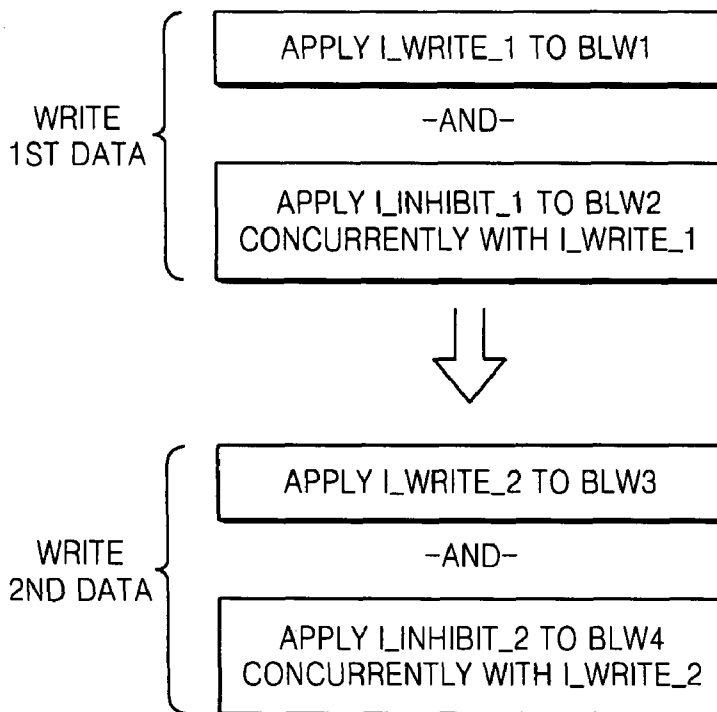 APPLY I_WRITE_1 TO BLW1
WRITE
1ST DATA
-AND-
APPLY I_INHIBIT_1 TO BLW2
CONCURRENTLY WITH I_WRITE_1
APPLY I_WRITE_2 TO BLW3
WRITE
2ND DATA
-AND-
APPLY I_INHIBIT_2 TO BLW4
CONCURRENTLY WITH I_WRITE_2